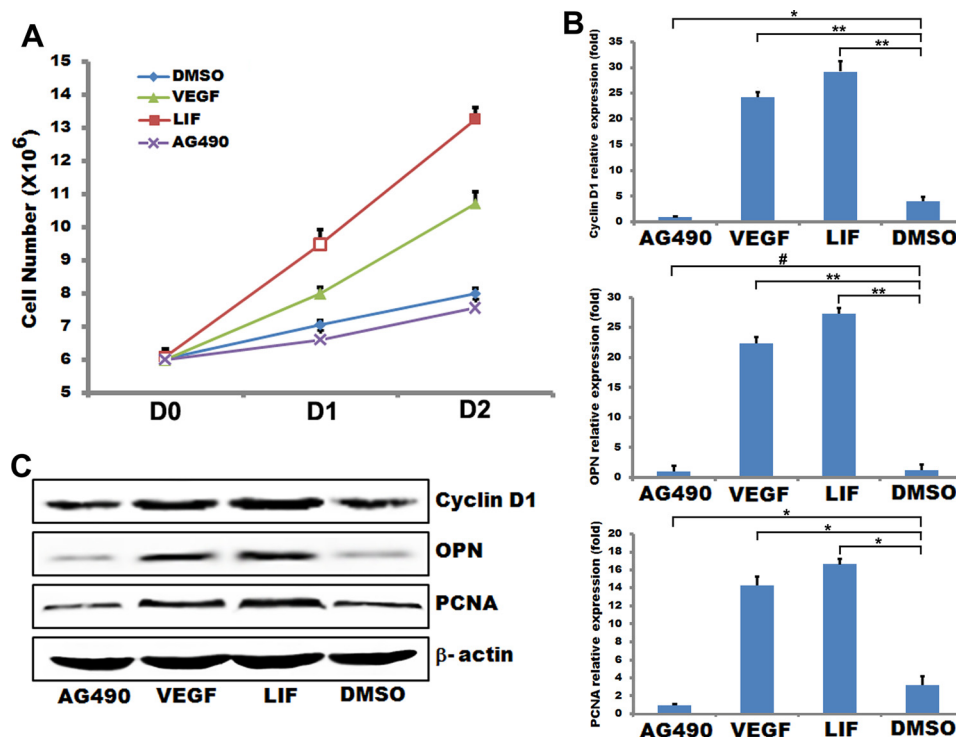 A
DMSO
VEGF
LIF
AG490
Cell Number (X10⁶)
15
14
13
12
11
10
9
8
7
6
5
D0
D1
D2
B
*
**
**
Cyclin D1 relative expression (fold)
35
30
25
20
15
10
5
0
AG490 VEGF LIF DMSO
#
**
**
OPN relative expression (fold)
30
25
20
15
10
5
0
AG490 VEGF LIF DMSO
*
*
*
PCNA relative expression (fold)
20
18
16
14
12
10
8
6
4
2
0
AG490 VEGF LIF DMSO
C
Cyclin D1
OPN
PCNA
β- actin
AG490 VEGF LIF DMSO